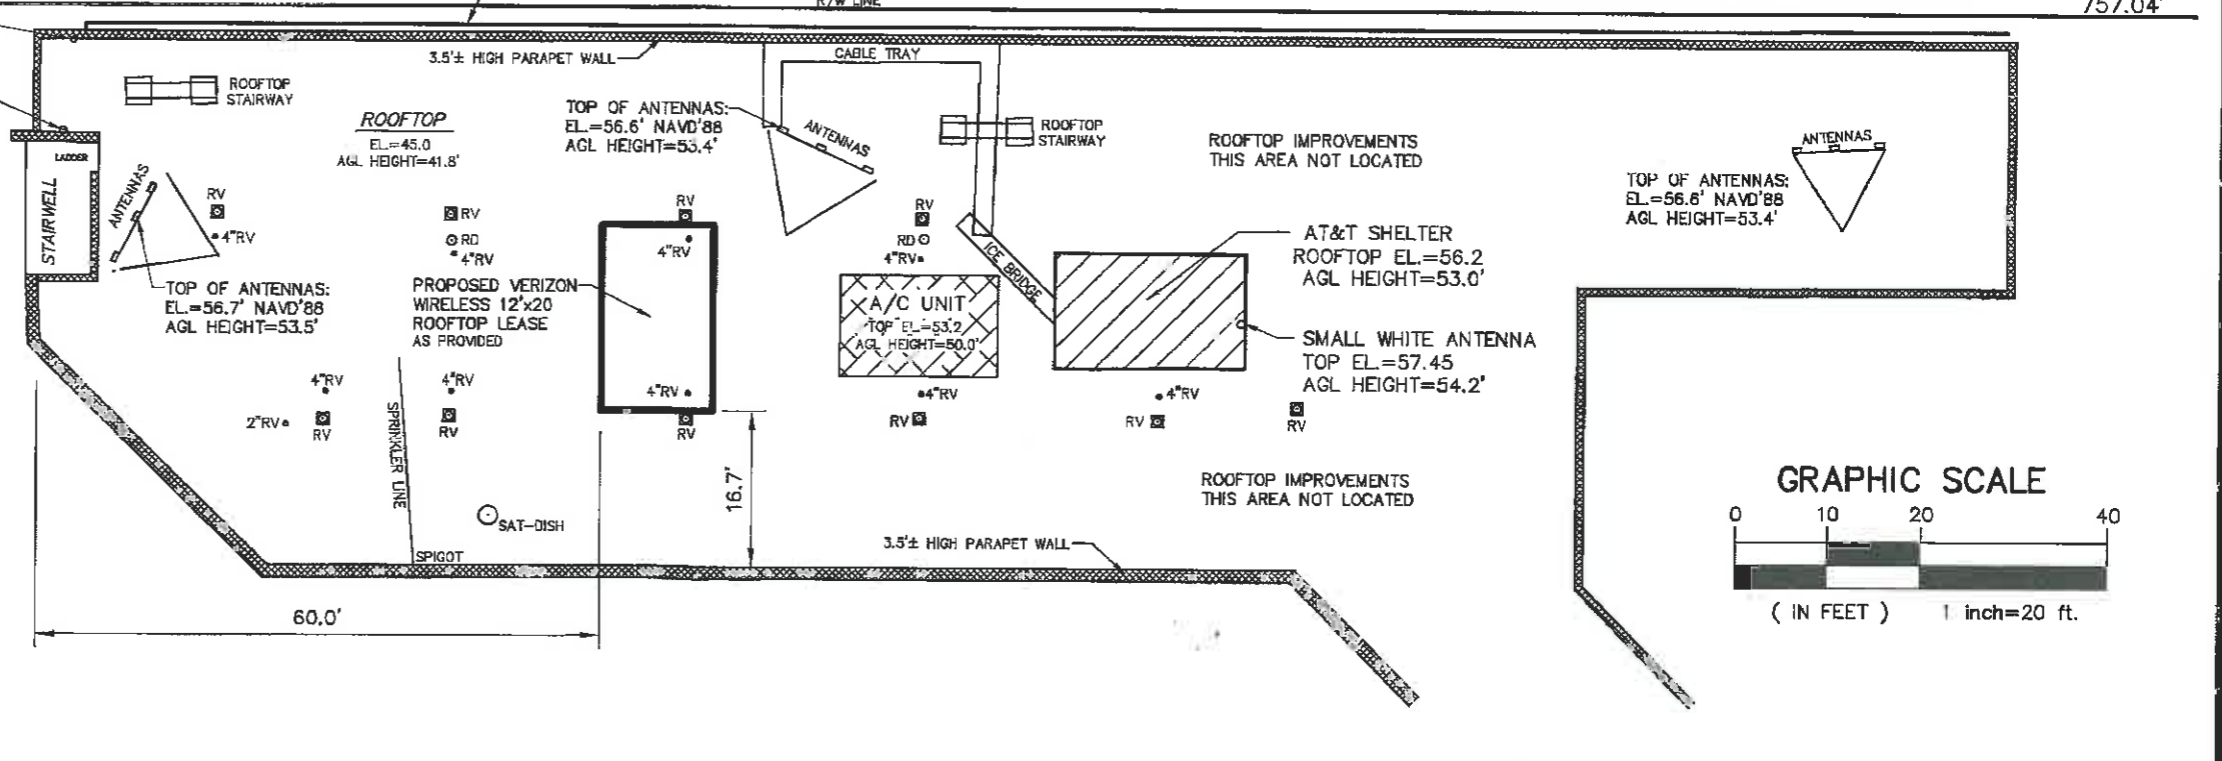 R/W LINE
757.04'
3.5'± HIGH PARAPET WALL
CABLE TRAY
ROOFTOP
STAIRWAY
ROOFTOP
EL.=45.0
AGL HEIGHT=41.8'
TOP OF ANTENNAS:
EL.=56.6' NAVD'88
AGL HEIGHT=53.4'
ANTENNAS
ROOFTOP
STAIRWAY
ROOFTOP IMPROVEMENTS
THIS AREA NOT LOCATED
ANTENNAS
TOP OF ANTENNAS:
EL.=56.6' NAVD'88
AGL HEIGHT=53.4'
LADDER
STAIRWELL
ANTENNAS
RV
4"RV
RV
RD
4"RV
RV
4"RV
RV
RD
4"RV
ICE BRIDGE
AT&T SHELTER
ROOFTOP EL.=56.2
AGL HEIGHT=53.0'
TOP OF ANTENNAS:
EL.=56.7' NAVD'88
AGL HEIGHT=53.5'
PROPOSED VERIZON
WIRELESS 12'x20
ROOFTOP LEASE
AS PROVIDED
A/C UNIT
TOP EL.=53.2
AGL HEIGHT=50.0'
SMALL WHITE ANTENNA
TOP EL.=57.45
AGL HEIGHT=54.2'
4"RV
2"RV
RV
4"RV
RV
SPRINKLER LINE
4"RV
RV
4"RV
RV
4"RV
RV
RV
16.7'
ROOFTOP IMPROVEMENTS
THIS AREA NOT LOCATED
SAT-DISH
SPIGOT
3.5'± HIGH PARAPET WALL
60.0'
GRAPHIC SCALE
0 10 20 40
( IN FEET ) 1 inch=20 ft.